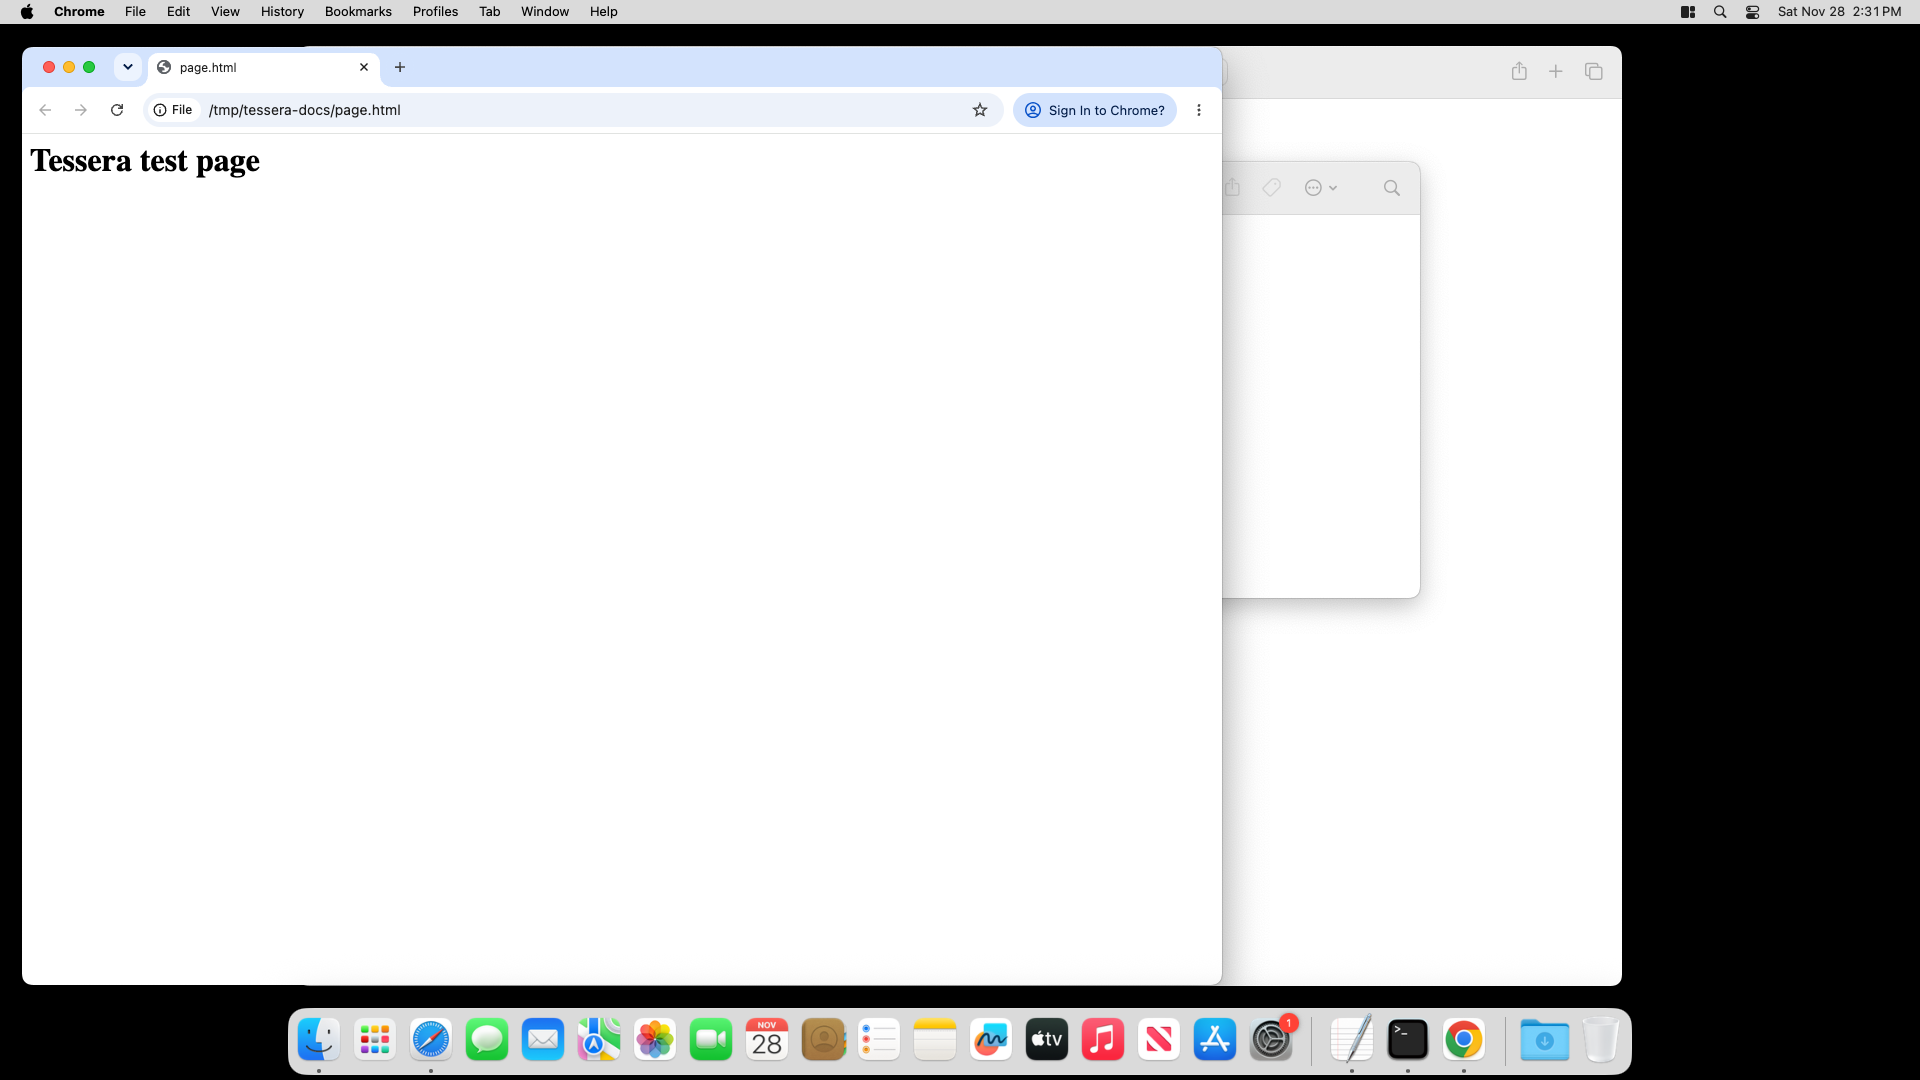 Chrome File Edit View History Bookmarks Profiles Tab Window Help Sat Nov 28 2:31 PM
page.html
File /tmp/tessera-docs/page.html Sign In to Chrome?
Tessera test page
NOV
28
tv
1
>_